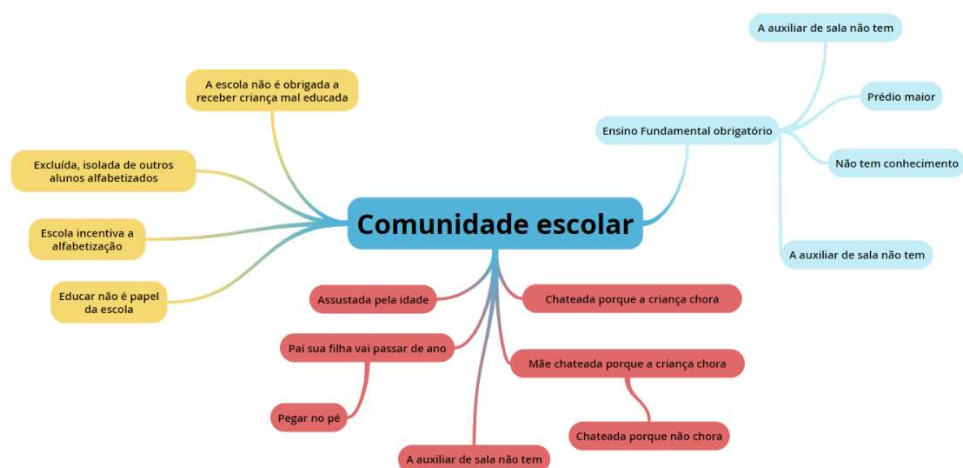 A auxiliar de sala não tem
A escola não é obrigada a
receber criança mal educada
Prédio maior
Ensino Fundamental obrigatório
Excluída, isolada de outros
alunos alfabetizados
Não tem conhecimento
Comunidade escolar
Escola incentiva a
alfabetização
A auxiliar de sala não tem
Educar não é papel
da escola
Assustada pela idade
Chateada porque a criança chora
Pai sua filha vai passar de ano
Mãe chateada porque a criança chora
Pegar no pé
Chateada porque não chora
A auxiliar de sala não tem